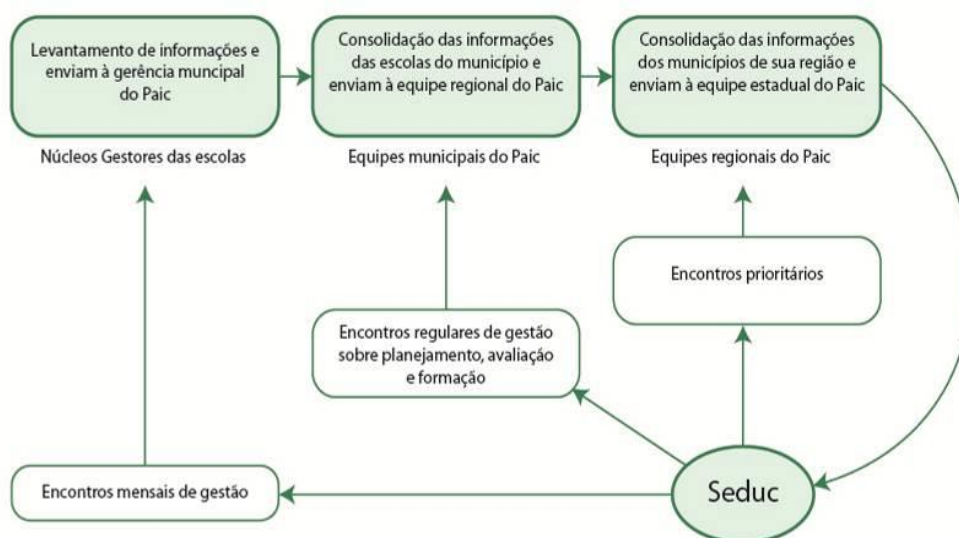 Levantamento de informações e
enviam à gerência muncipal
do Paic
Consolidação das informações
das escolas do município e
enviam à equipe regional do Paic
Consolidação das informações
dos municípios de sua região e
enviam à equipe estadual do Paic
Núcleos Gestores das escolas
Equipes municipais do Paic
Equipes regionais do Paic
Encontros prioritários
Encontros regulares de gestão
sobre planejamento, avaliação
e formação
Encontros mensais de gestão
Seduc